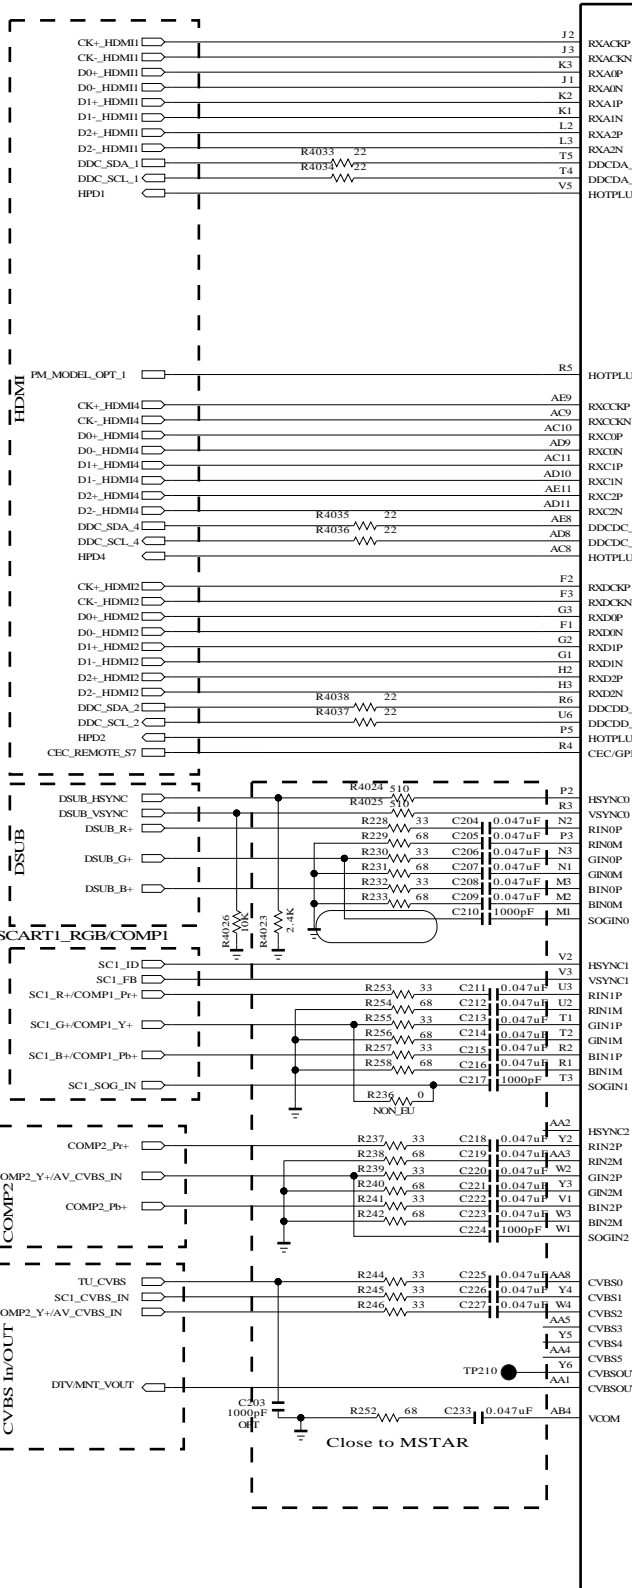 J2
CK+_HDMI1 RXACKP
J3
CK-_HDMI1 RXACKN
K3
D0+_HDMI1 RXA0P
J1
D0-_HDMI1 RXA0N
K2
D1+_HDMI1 RXA1P
K1
D1-_HDMI1 RXA1N
L2
D2+_HDMI1 RXA2P
L3
D2-_HDMI1 RXA2N
R4033 22 T5
DDC_SDA_1 DDCDA_
R4034 22 T4
DDC_SCL_1 DDCDA_
V5
HPD1 HOTPLU
R5
PM_MODEL_OPT_1 HOTPLU
HDMI
AE9
CK+_HDMI4 RXCCKP
AC9
CK-_HDMI4 RXCCKN
AC10
D0+_HDMI4 RXC0P
AD9
D0-_HDMI4 RXC0N
AC11
D1+_HDMI4 RXC1P
AD10
D1-_HDMI4 RXC1N
AE11
D2+_HDMI4 RXC2P
AD11
D2-_HDMI4 RXC2N
R4035 22 AE8
DDC_SDA_4 DDCDC_
R4036 22 AD8
DDC_SCL_4 DDCDC_
AC8
HPD4 HOTPLU
F2
CK+_HDMI2 RXDCKP
F3
CK-_HDMI2 RXDCKN
G3
D0+_HDMI2 RXD0P
F1
D0-_HDMI2 RXD0N
G2
D1+_HDMI2 RXD1P
G1
D1-_HDMI2 RXD1N
H2
D2+_HDMI2 RXD2P
H3
D2-_HDMI2 RXD2N
R4038 22 R6
DDC_SDA_2 DDCDD_
R4037 22 U6
DDC_SCL_2 DDCDD_
P5
HPD2 HOTPLU
R4
CEC_REMOTE_S7 CEC/GPI
DSUB
R4024 510 P2
DSUB_HSYNC HSYNC0
R4025 510 R3
DSUB_VSYNC VSYNC0
R228 33 C204 0.047uF N2
DSUB_R+ RIN0P
R229 68 C205 0.047uF P3
RIN0M
R230 33 C206 0.047uF N3
DSUB_G+ GIN0P
R231 68 C207 0.047uF N1
GIN0M
R232 33 C208 0.047uF M3
DSUB_B+ BIN0P
R233 68 C209 0.047uF M2
BIN0M
C210 1000pF M1
SOGIN0
R4026 10K
R4023 2.4K
SCART1_RGB/COMP1
V2
SC1_ID HSYNC1
V3
SC1_FB VSYNC1
R253 33 C211 0.047uF U3
SC1_R+/COMP1_Pr+ RIN1P
R254 68 C212 0.047uF U2
RIN1M
R255 33 C213 0.047uF T1
SC1_G+/COMP1_Y+ GIN1P
R256 68 C214 0.047uF T2
GIN1M
R257 33 C215 0.047uF R2
SC1_B+/COMP1_Pb+ BIN1P
R258 68 C216 0.047uF R1
BIN1M
C217 1000pF T3
SC1_SOG_IN SOGIN1
R236 0
NON_EU
COMP2
AA2
HSYNC2
R237 33 C218 0.047uF Y2
COMP2_Pr+ RIN2P
R238 68 C219 0.047uF AA3
RIN2M
R239 33 C220 0.047uF W2
OMP2_Y+/AV_CVBS_IN GIN2P
R240 68 C221 0.047uF Y3
GIN2M
R241 33 C222 0.047uF V1
COMP2_Pb+ BIN2P
R242 68 C223 0.047uF W3
BIN2M
C224 1000pF W1
SOGIN2
CVBS In/OUT
R244 33 C225 0.047uF AA8
TU_CVBS CVBS0
R245 33 C226 0.047uF Y4
SC1_CVBS_IN CVBS1
R246 33 C227 0.047uF W4
OMP2_Y+/AV_CVBS_IN CVBS2
AA5
CVBS3
Y5
CVBS4
AA4
CVBS5
TP210 Y6
CVBSOU
AA1
DTV/MNT_VOUT CVBSOU
C203
1000pF
OPT
R252 68 C233 0.047uF AB4
VCOM
Close to MSTAR